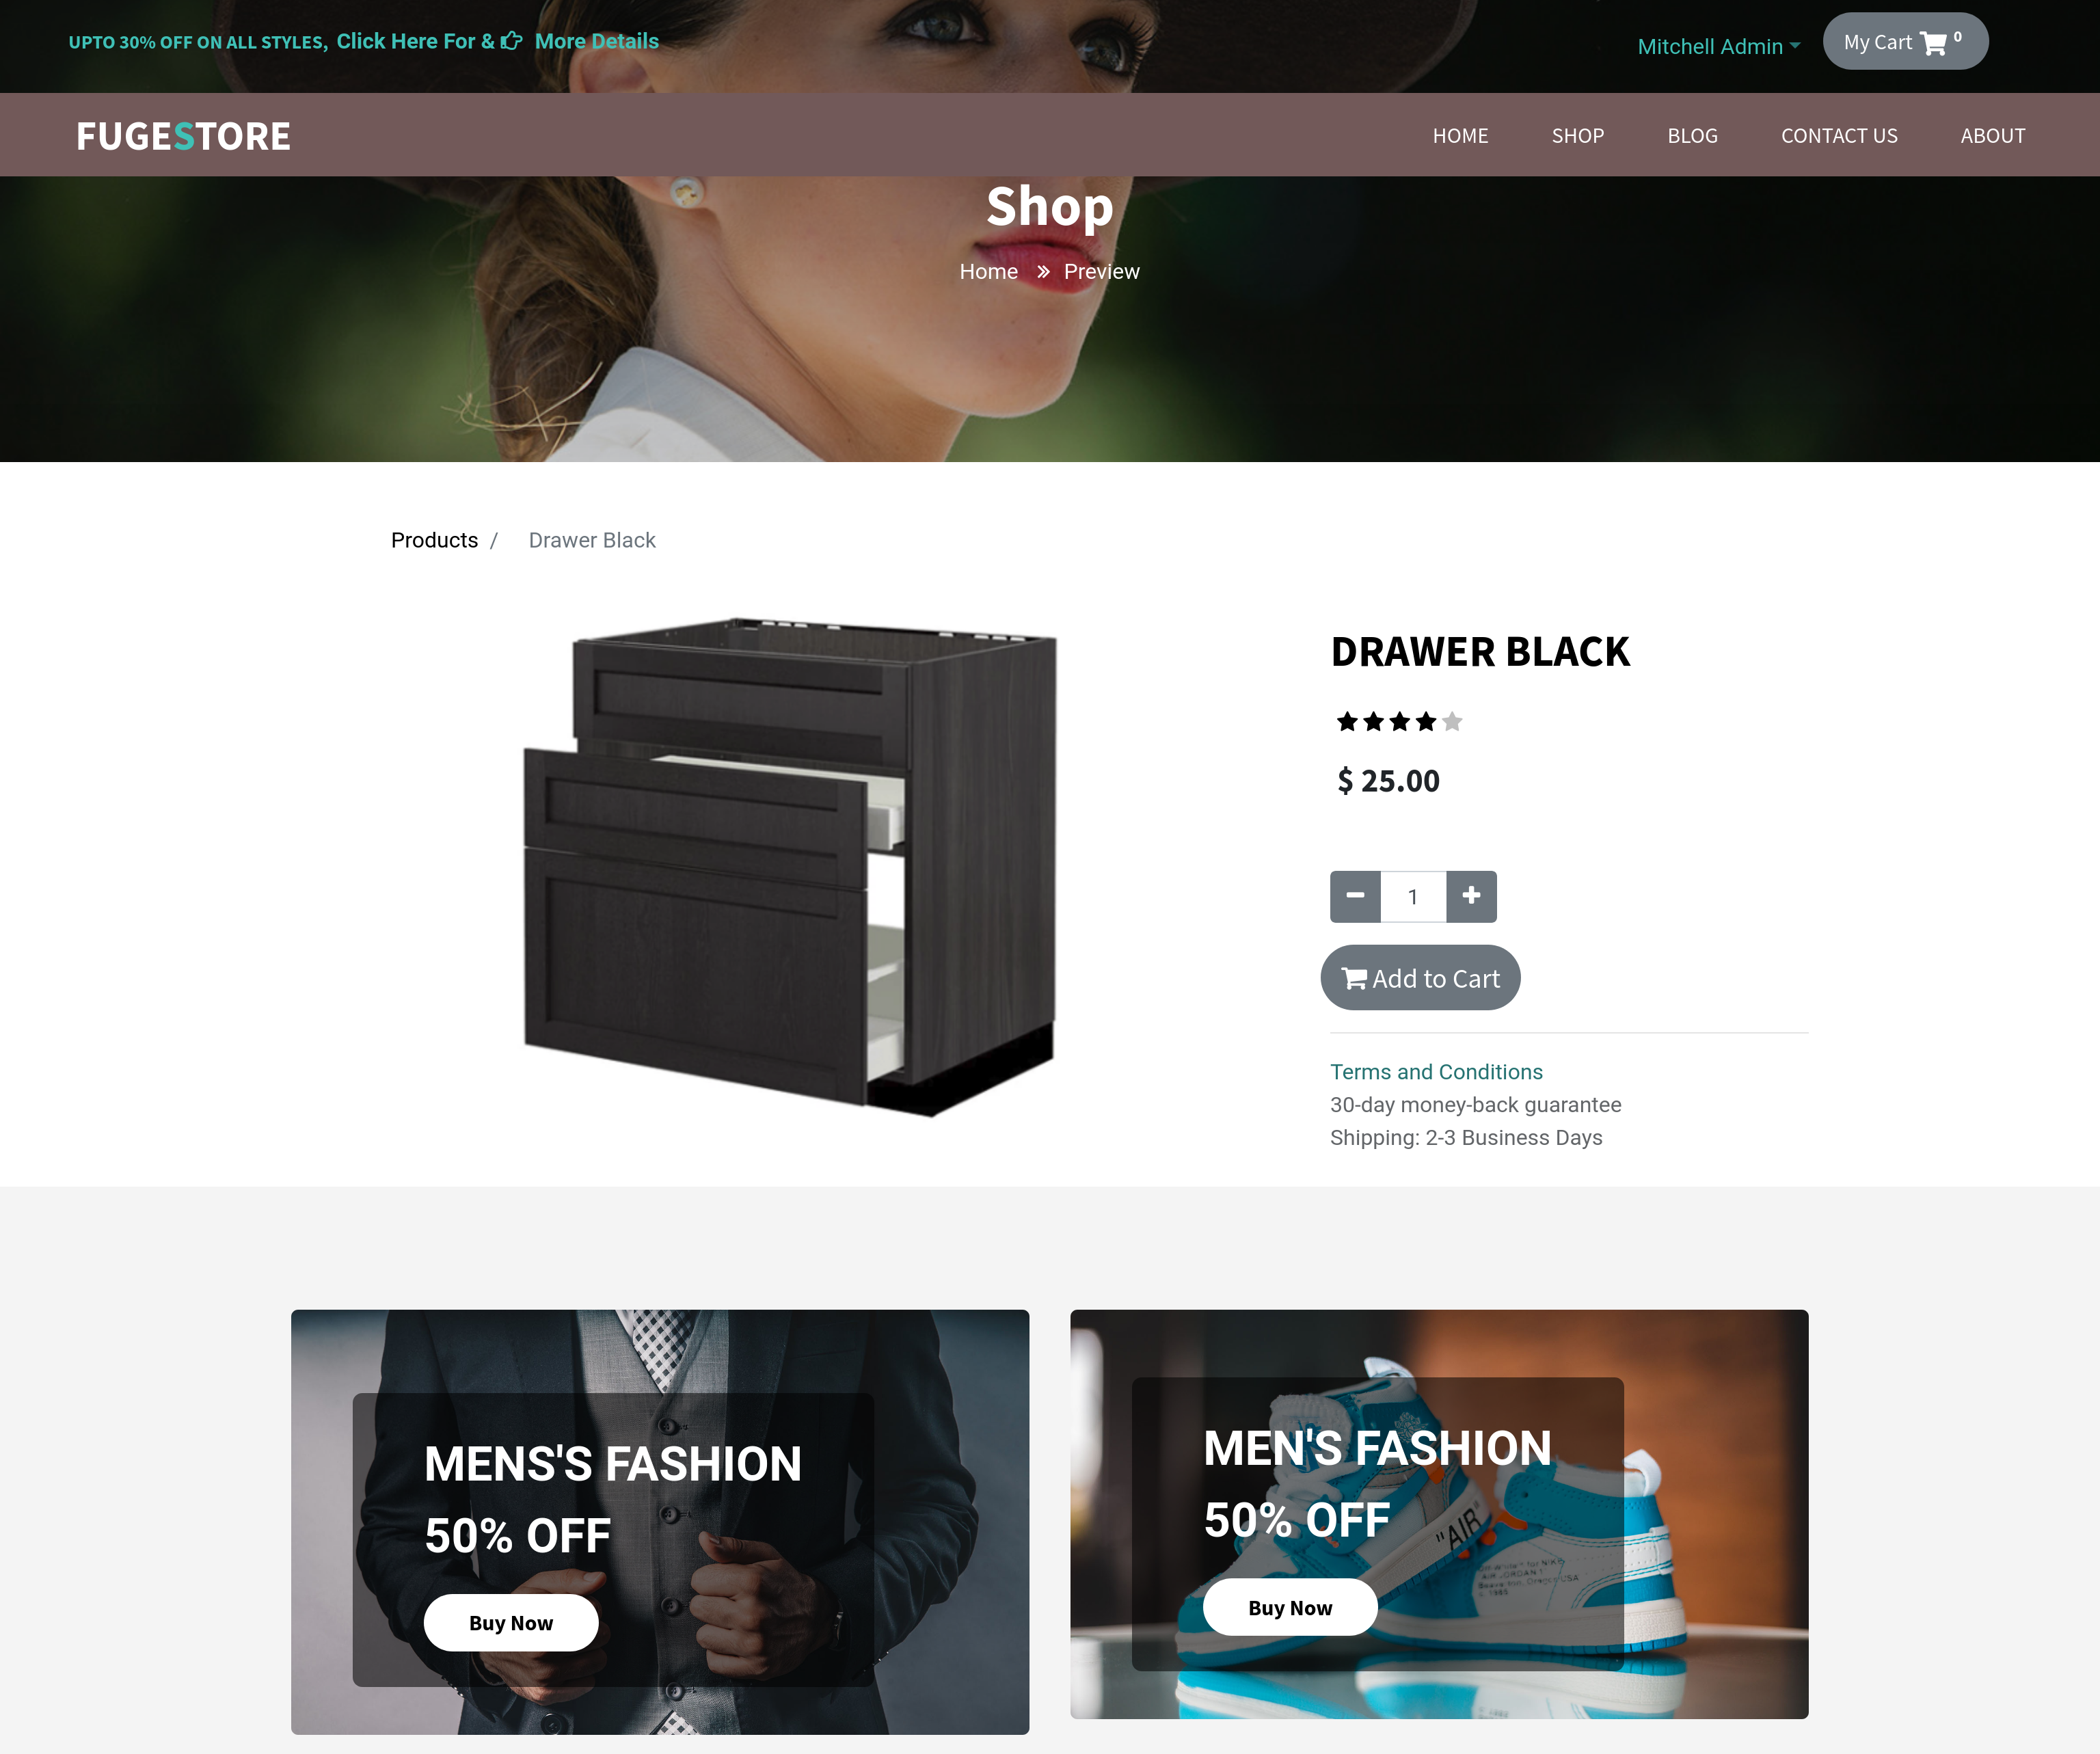 UPTO 30% OFF ON ALL STYLES, Click Here For & More Details
Mitchell Admin
My Cart 0
FUGESTORE
HOME SHOP BLOG CONTACT US ABOUT
Shop
Home » Preview
Products / Drawer Black
DRAWER BLACK
$ 25.00
1
Add to Cart
Terms and Conditions
30-day money-back guarantee
Shipping: 2-3 Business Days
MENS'S FASHION
50% OFF
Buy Now
MEN'S FASHION
50% OFF
Buy Now
"AIR"